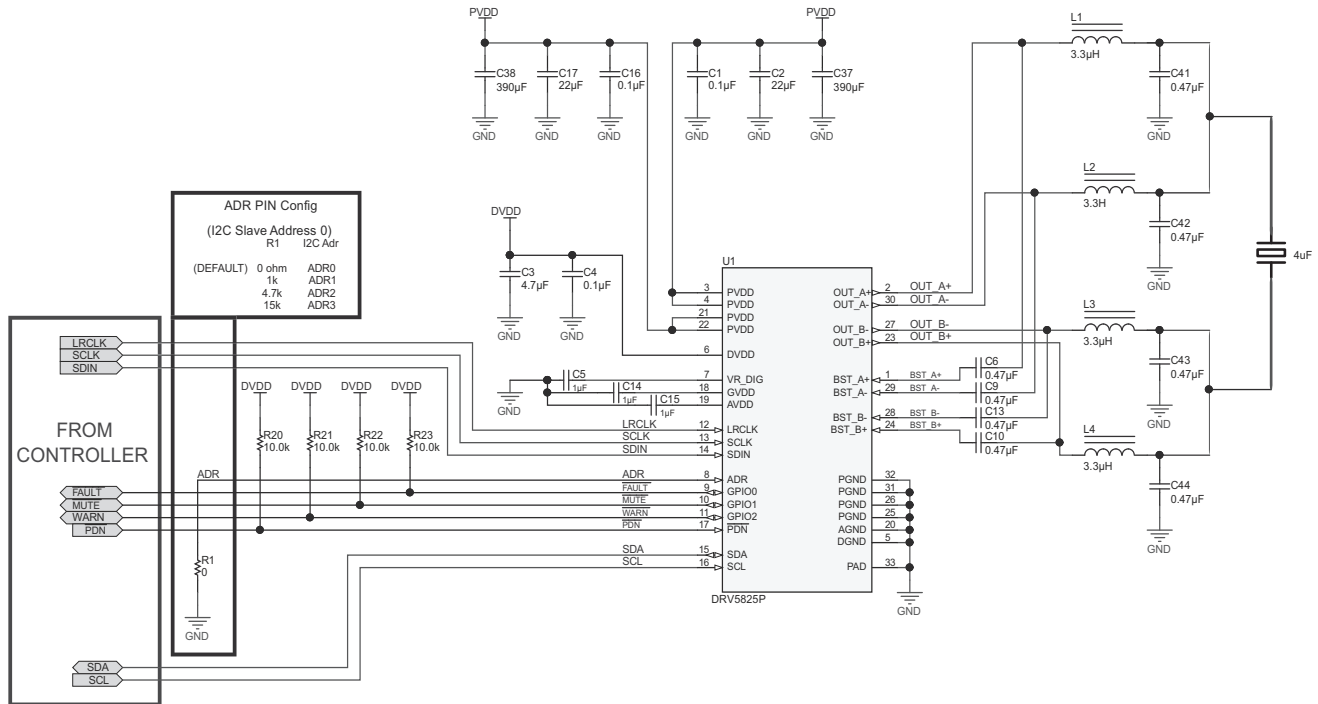 PVDD
C38
390µF
GND
C17
22µF
GND
C16
0.1µF
GND
PVDD
C1
0.1µF
GND
C2
22µF
GND
C37
390µF
GND
L1
3.3µH
C41
0.47µF
GND
L2
3.3H
C42
0.47µF
GND
4uF
L3
3.3µH
C43
0.47µF
GND
L4
3.3µH
C44
0.47µF
GND
ADR PIN Config
(I2C Slave Address 0)
R1 I2C Adr
(DEFAULT) 0 ohm ADR0
1k ADR1
4.7k ADR2
15k ADR3
DVDD
C3
4.7µF
GND
C4
0.1µF
GND
U1
3 PVDD
4 PVDD
21 PVDD
22 PVDD
6 DVDD
7 VR_DIG
18 GVDD
19 AVDD
LRCLK 12 LRCLK
SCLK 13 SCLK
SDIN 14 SDIN
ADR 8 ADR
FAULT 9 GPIO0
MUTE 10 GPIO1
WARN 11 GPIO2
PDN 17 PDN
SDA 15 SDA
SCL 16 SCL
OUT_A+ 2 OUT_A+
OUT_A- 30 OUT_A-
OUT_B- 27 OUT_B-
OUT_B+ 23 OUT_B+
BST_A+ 1 BST_A+
BST_A- 29 BST_A-
BST_B- 28 BST_B-
BST_B+ 24 BST_B+
PGND 32
PGND 31
PGND 26
PGND 25
AGND 20
DGND 5
PAD 33
GND
DRV5825P
C6
0.47µF
C9
0.47µF
C13
0.47µF
C10
0.47µF
C5
1µF
C14
1µF
C15
1µF
GND
LRCLK
SCLK
SDIN
DVDD DVDD DVDD DVDD
R20
10.0k
R21
10.0k
R22
10.0k
R23
10.0k
FROM
CONTROLLER
ADR
FAULT
MUTE
WARN
PDN
R1
0
GND
SDA
SCL